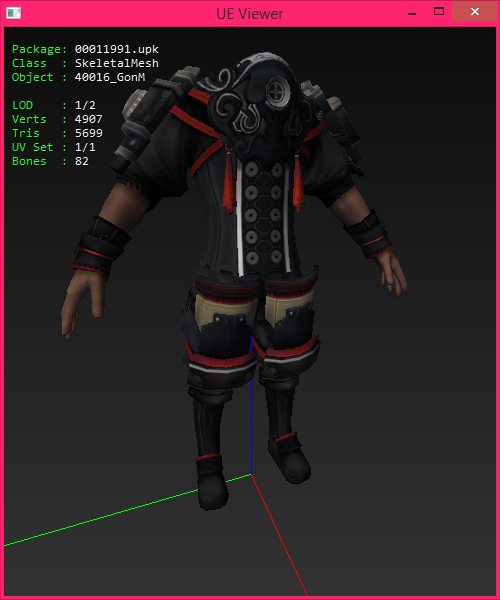 UE Viewer
Package: 00011991.upk
Class  : SkeletalMesh
Object : 40016_GonM
LOD    : 1/2
Verts  : 4907
Tris   : 5699
UV Set : 1/1
Bones  : 82